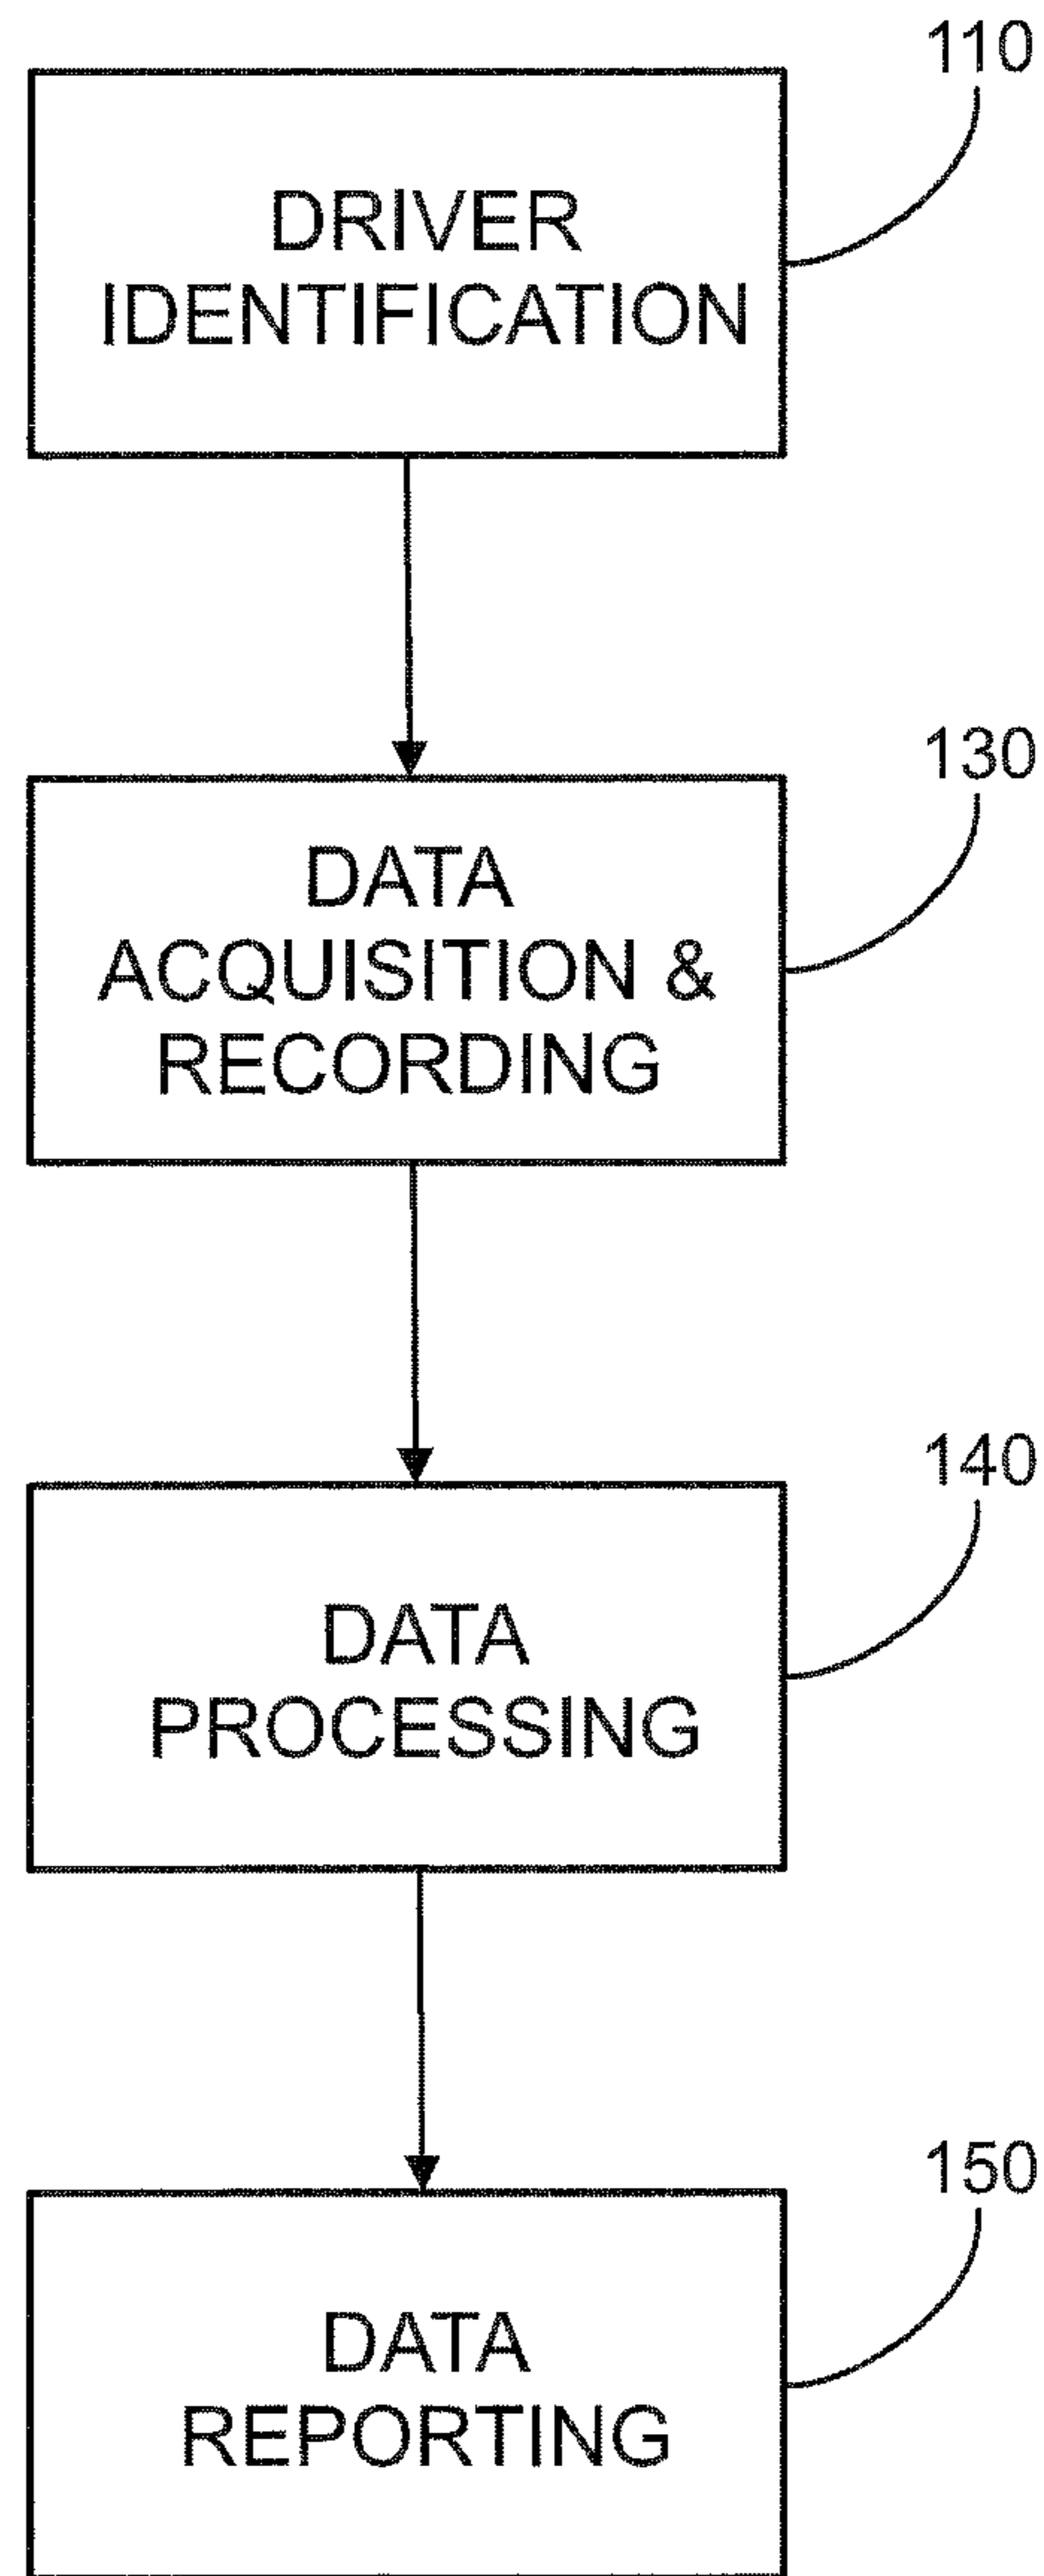 110
DRIVER
IDENTIFICATION
130
DATA
ACQUISITION &
RECORDING
140
DATA
PROCESSING
150
DATA
REPORTING